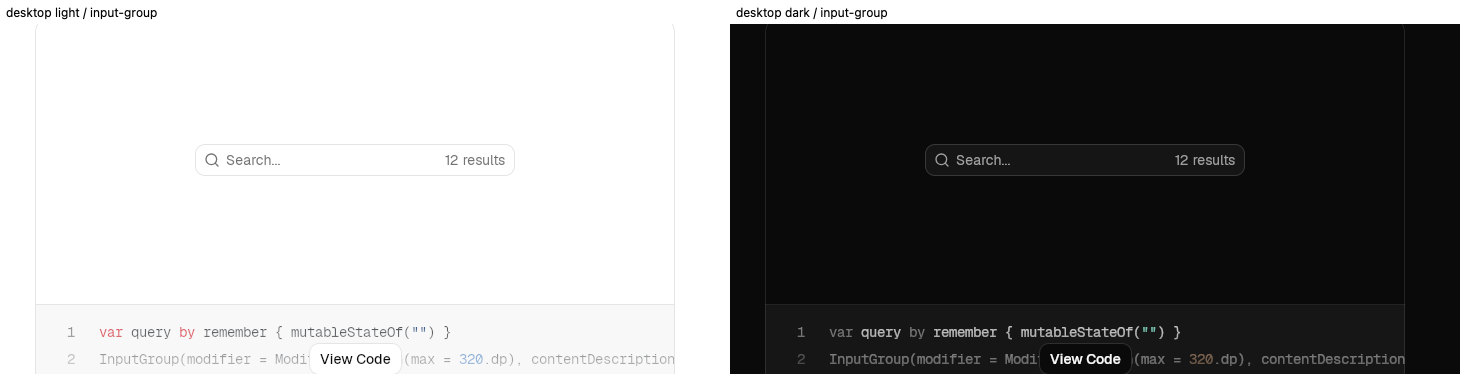 desktop light / input-group
Search...
12 results
1 var query by remember { mutableStateOf("") }
2 InputGroup(modifier = Modi
View Code
(max = 320.dp), contentDescription
desktop dark / input-group
Search...
12 results
1 var query by remember { mutableStateOf("") }
2 InputGroup(modifier = Modi
View Code
(max = 320.dp), contentDescription